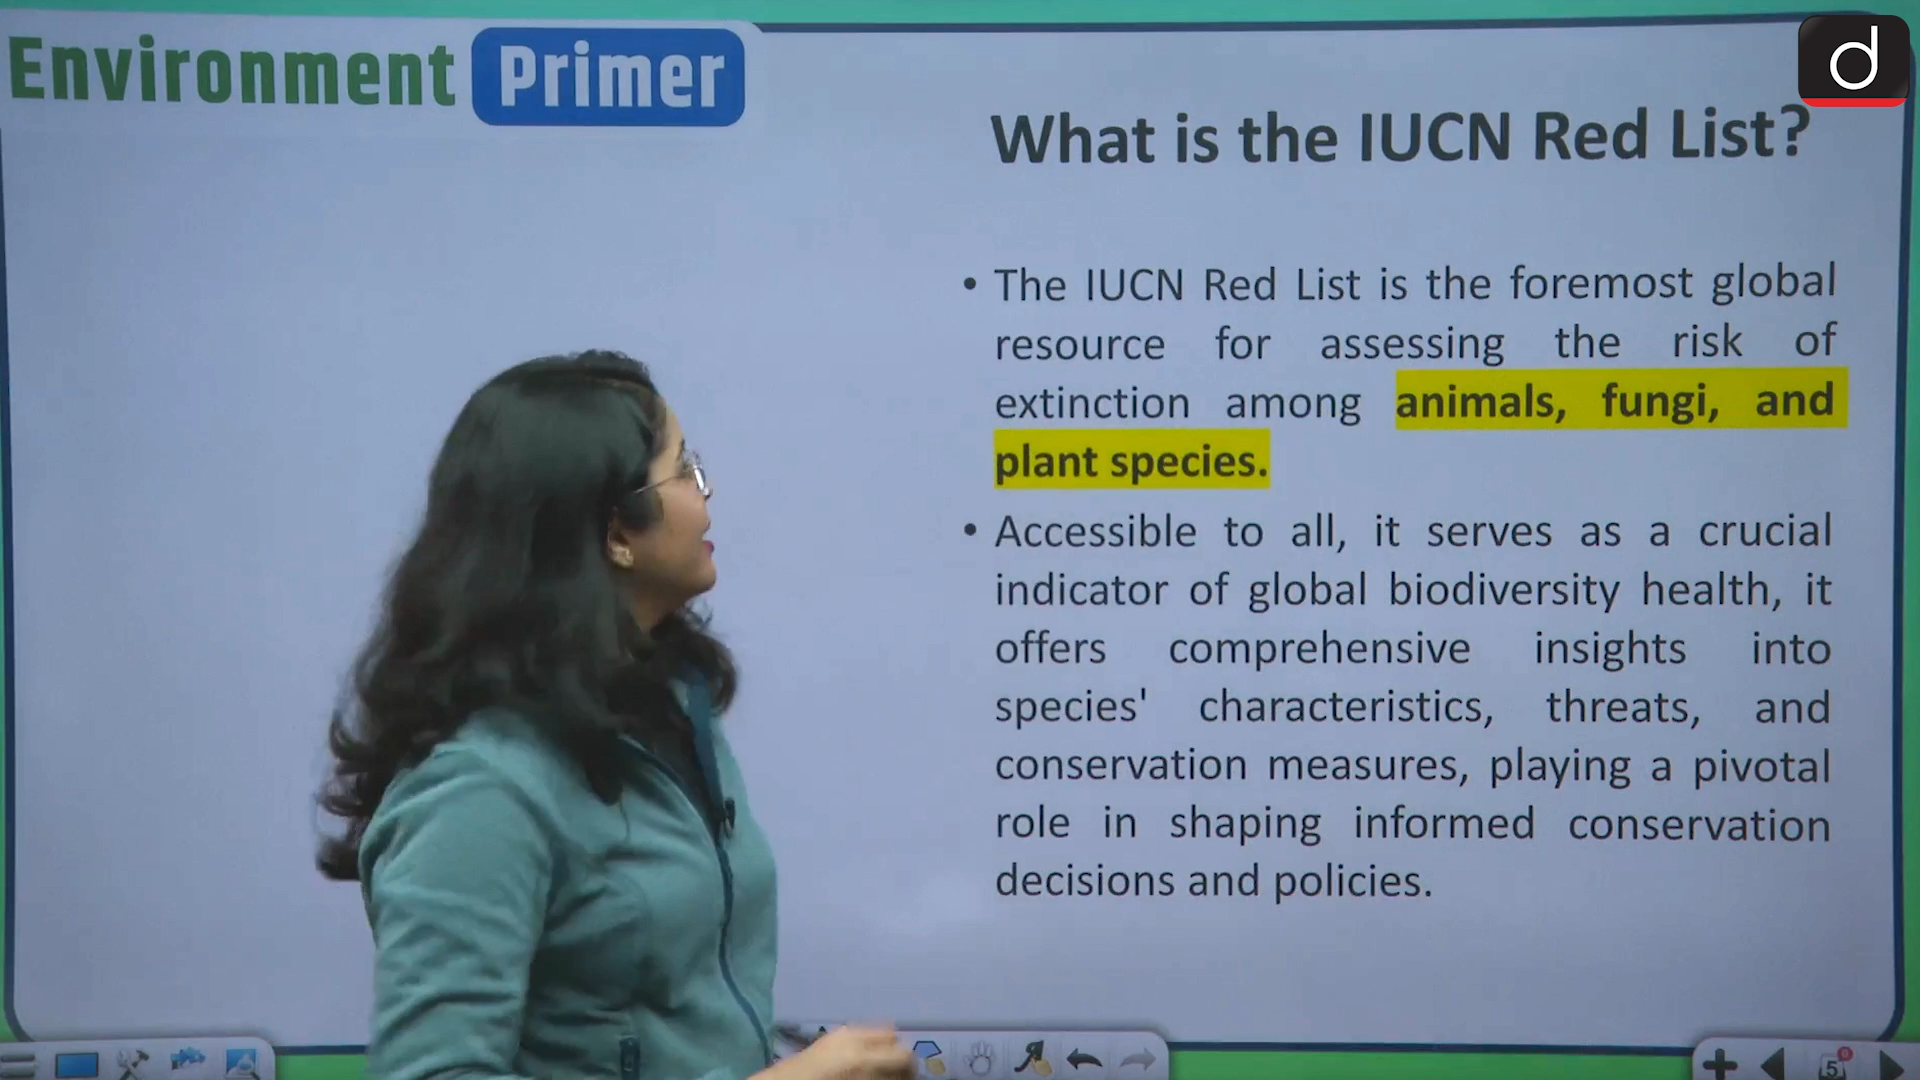 Environment Primer
d
What is the IUCN Red List?
• The IUCN Red List is the foremost global
resource for assessing the risk of
extinction among animals, fungi, and
plant species.
• Accessible to all, it serves as a crucial
indicator of global biodiversity health, it
offers comprehensive insights into
species' characteristics, threats, and
conservation measures, playing a pivotal
role in shaping informed conservation
decisions and policies.
5